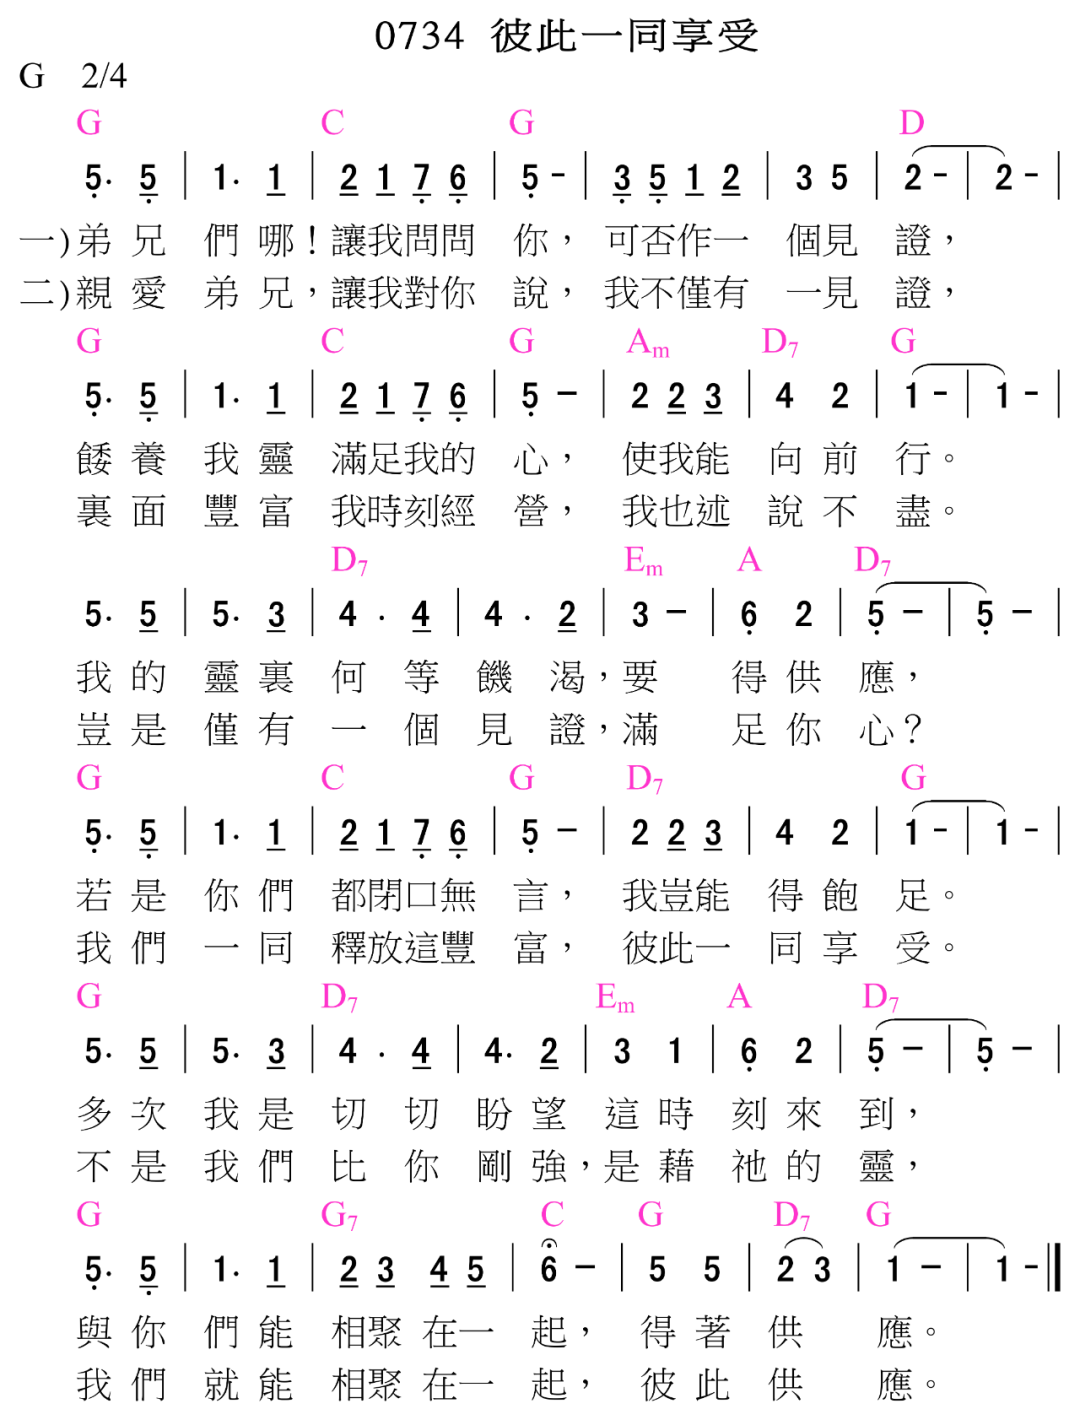 0734 彼此一同享受
G 2/4
G C G D
5. 5 | 1. 1 | 2 1 7 6 | 5 - | 3 5 1 2 | 3 5 | 2 - | 2 - |
一)弟兄們哪!讓我問問你,可否作一個見證,
二)親愛弟兄,讓我對你說,我不僅有一見證,
G C G Am D7 G
5. 5 | 1. 1 | 2 1 7 6 | 5 - | 2 2 3 | 4 2 | 1 - | 1 - |
餧養我靈滿足我的心,使我能向前行。
裏面豐富我時刻經營,我也述說不盡。
D7 Em A D7
5. 5 | 5. 3 | 4 . 4 | 4 . 2 | 3 - | 6 2 | 5 - | 5 - |
我的靈裏何等饑渴,要得供應,
豈是僅有一個見證,滿足你心?
G C G D7 G
5. 5 | 1. 1 | 2 1 7 6 | 5 - | 2 2 3 | 4 2 | 1 - | 1 - |
若是你們都閉口無言,我豈能得飽足。
我們一同釋放這豐富,彼此一同享受。
G D7 Em A D7
5. 5 | 5. 3 | 4 . 4 | 4. 2 | 3 1 | 6 2 | 5 - | 5 - |
多次我是切切盼望這時刻來到,
不是我們比你剛強,是藉祂的靈,
G G7 C G D7 G
5. 5 | 1. 1 | 2 3 4 5 | 6 - | 5 5 | 2 3 | 1 - | 1 - ‖
與你們能相聚在一起,得著供應。
我們就能相聚在一起,彼此供應。